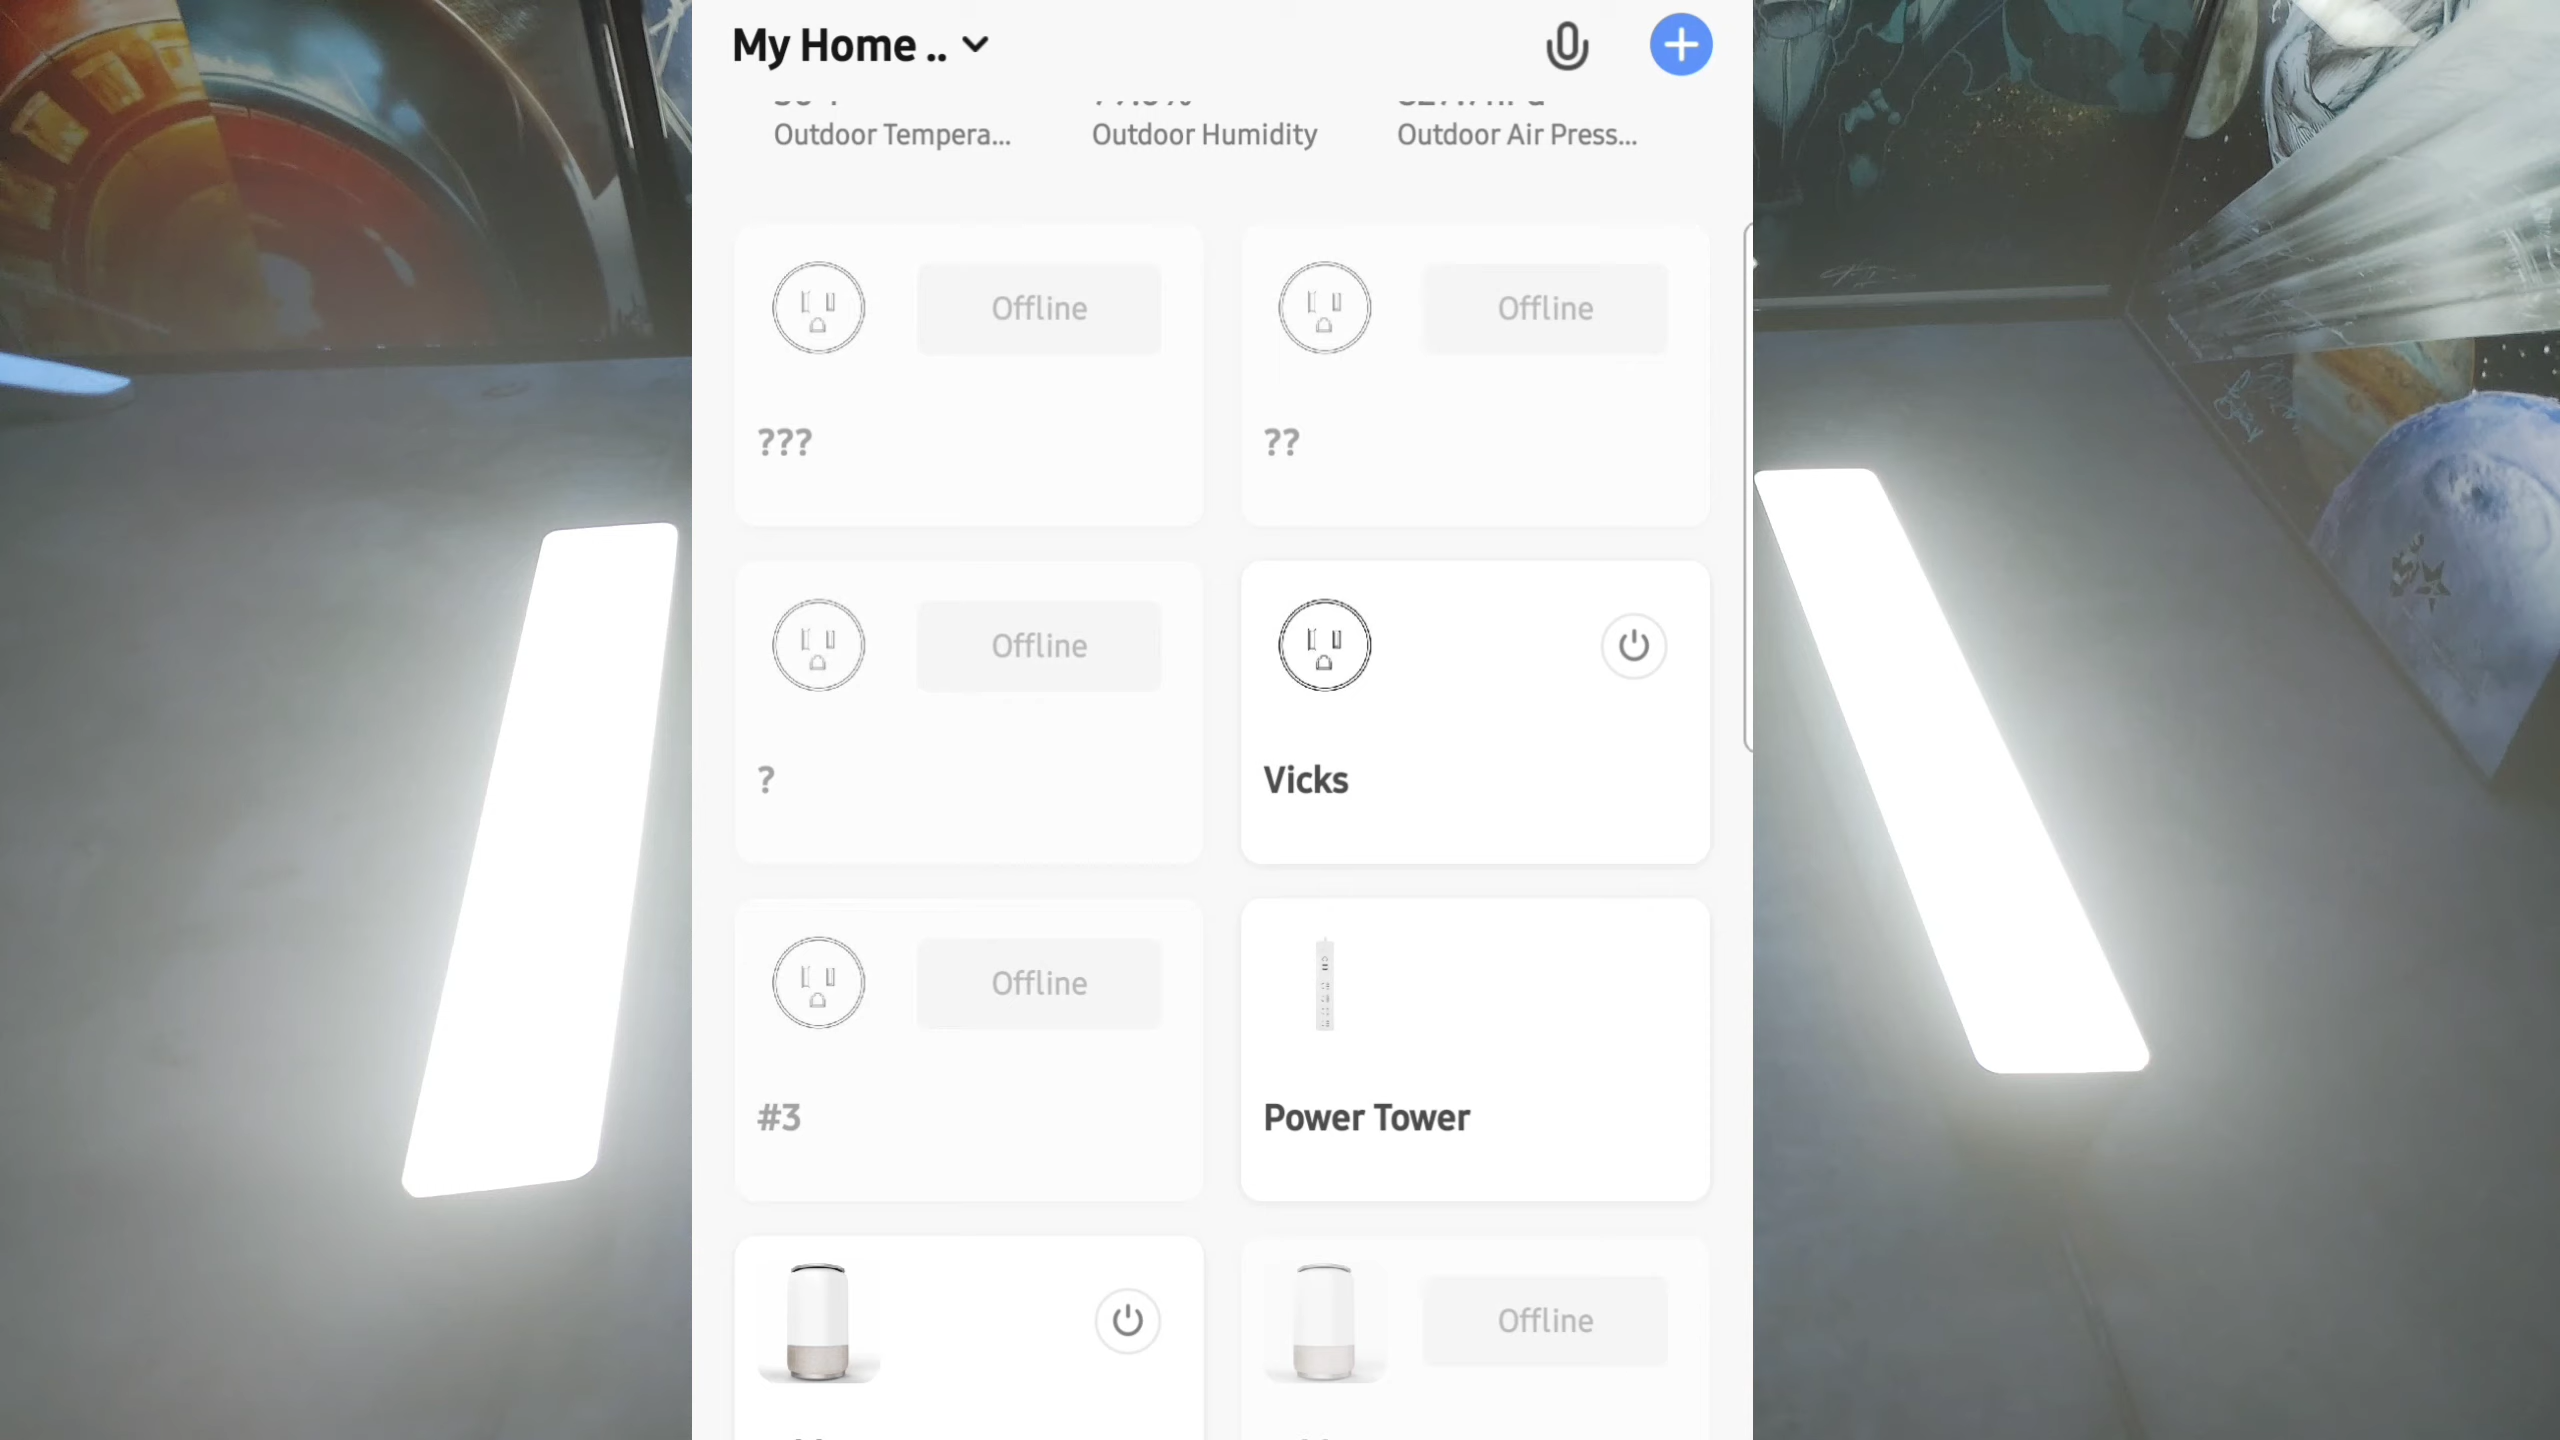 My Home ..
Outdoor Tempera...
Outdoor Humidity
Outdoor Air Press...
Offline
Offline
???
??
Offline
?
Vicks
Offline
#3
Power Tower
Offline